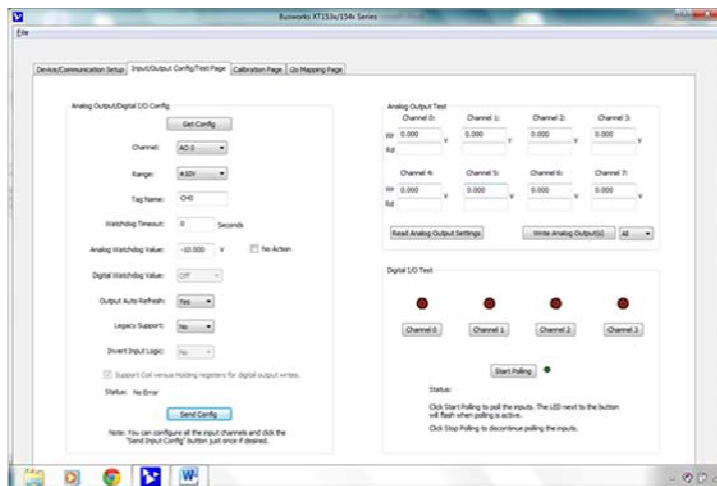 Busworks XT153x/154x Series
File
Device/Communication Setup
Input/Output Config/Test Page
Calibration Page
i2o Mapping Page
Analog Output/Digital I/O Config
Get Config
Channel: AO 0
Range: ±10V
Tag Name: CH0
Watchdog Timeout: 0 Seconds
Analog Watchdog Value: -10.000 V No Action
Digital Watchdog Value: Off
Output Auto Refresh: Yes
Legacy Support: No
Invert Input Logic: No
Support Coil versus Holding registers for digital output writes.
Status: No Error
Send Config
Note: You can configure all the input channels and click the
"Send Input Config" button just once if desired.
Analog Output Test
Channel 0: Channel 1: Channel 2: Channel 3:
Wr 0.000 V 0.000 V 0.000 V 0.000 V
Rd
Channel 4: Channel 5: Channel 6: Channel 7:
Wr 0.000 V 0.000 V 0.000 V 0.000 V
Rd
Read Analog Output Settings
Write Analog Output(s)
All
Digital I/O Test
Channel 0 Channel 1 Channel 2 Channel 3
Start Polling
Status:
Click Start Polling to poll the inputs. The LED next to the button
will flash when polling is active.
Click Stop Polling to discontinue polling the inputs.